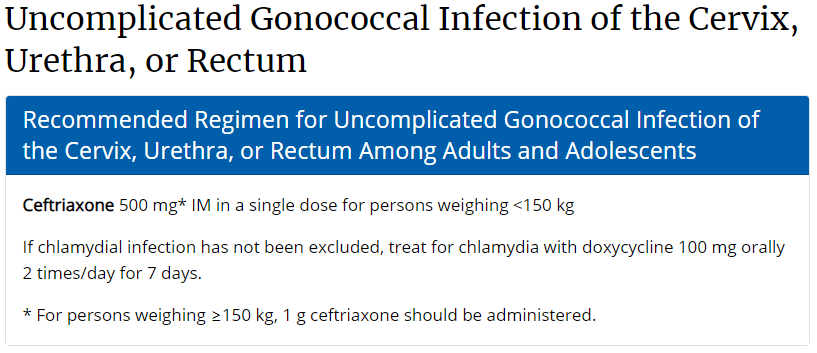 Uncomplicated Gonococcal Infection of the Cervix,
Urethra, or Rectum
Recommended Regimen for Uncomplicated Gonococcal Infection of
the Cervix, Urethra, or Rectum Among Adults and Adolescents
Ceftriaxone 500 mg* IM in a single dose for persons weighing <150 kg
If chlamydial infection has not been excluded, treat for chlamydia with doxycycline 100 mg orally
2 times/day for 7 days.
* For persons weighing ≥150 kg, 1 g ceftriaxone should be administered.